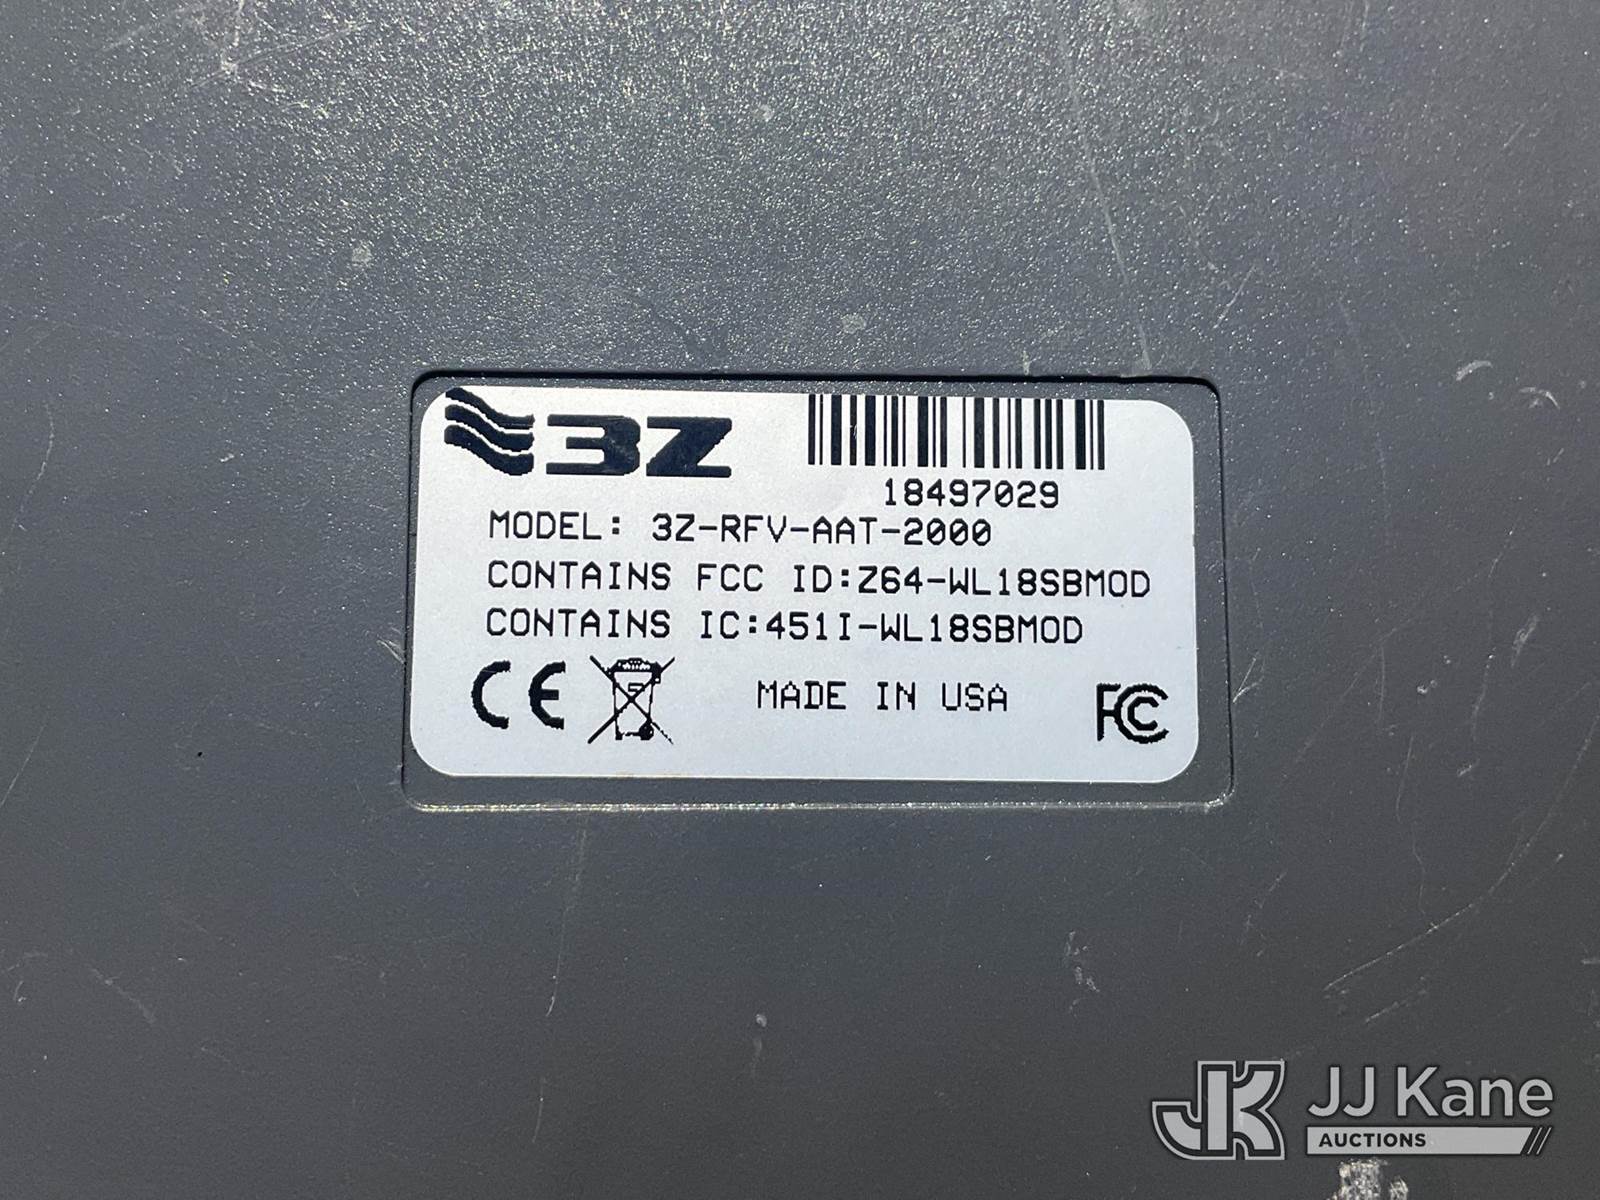 3Z
18497029
MODEL: 3Z-RFV-AAT-2000
CONTAINS FCC ID:Z64-WL18SBMOD
CONTAINS IC:451I-WL18SBMOD
CE
MADE IN USA
FCC
JK JJ Kane
AUCTIONS